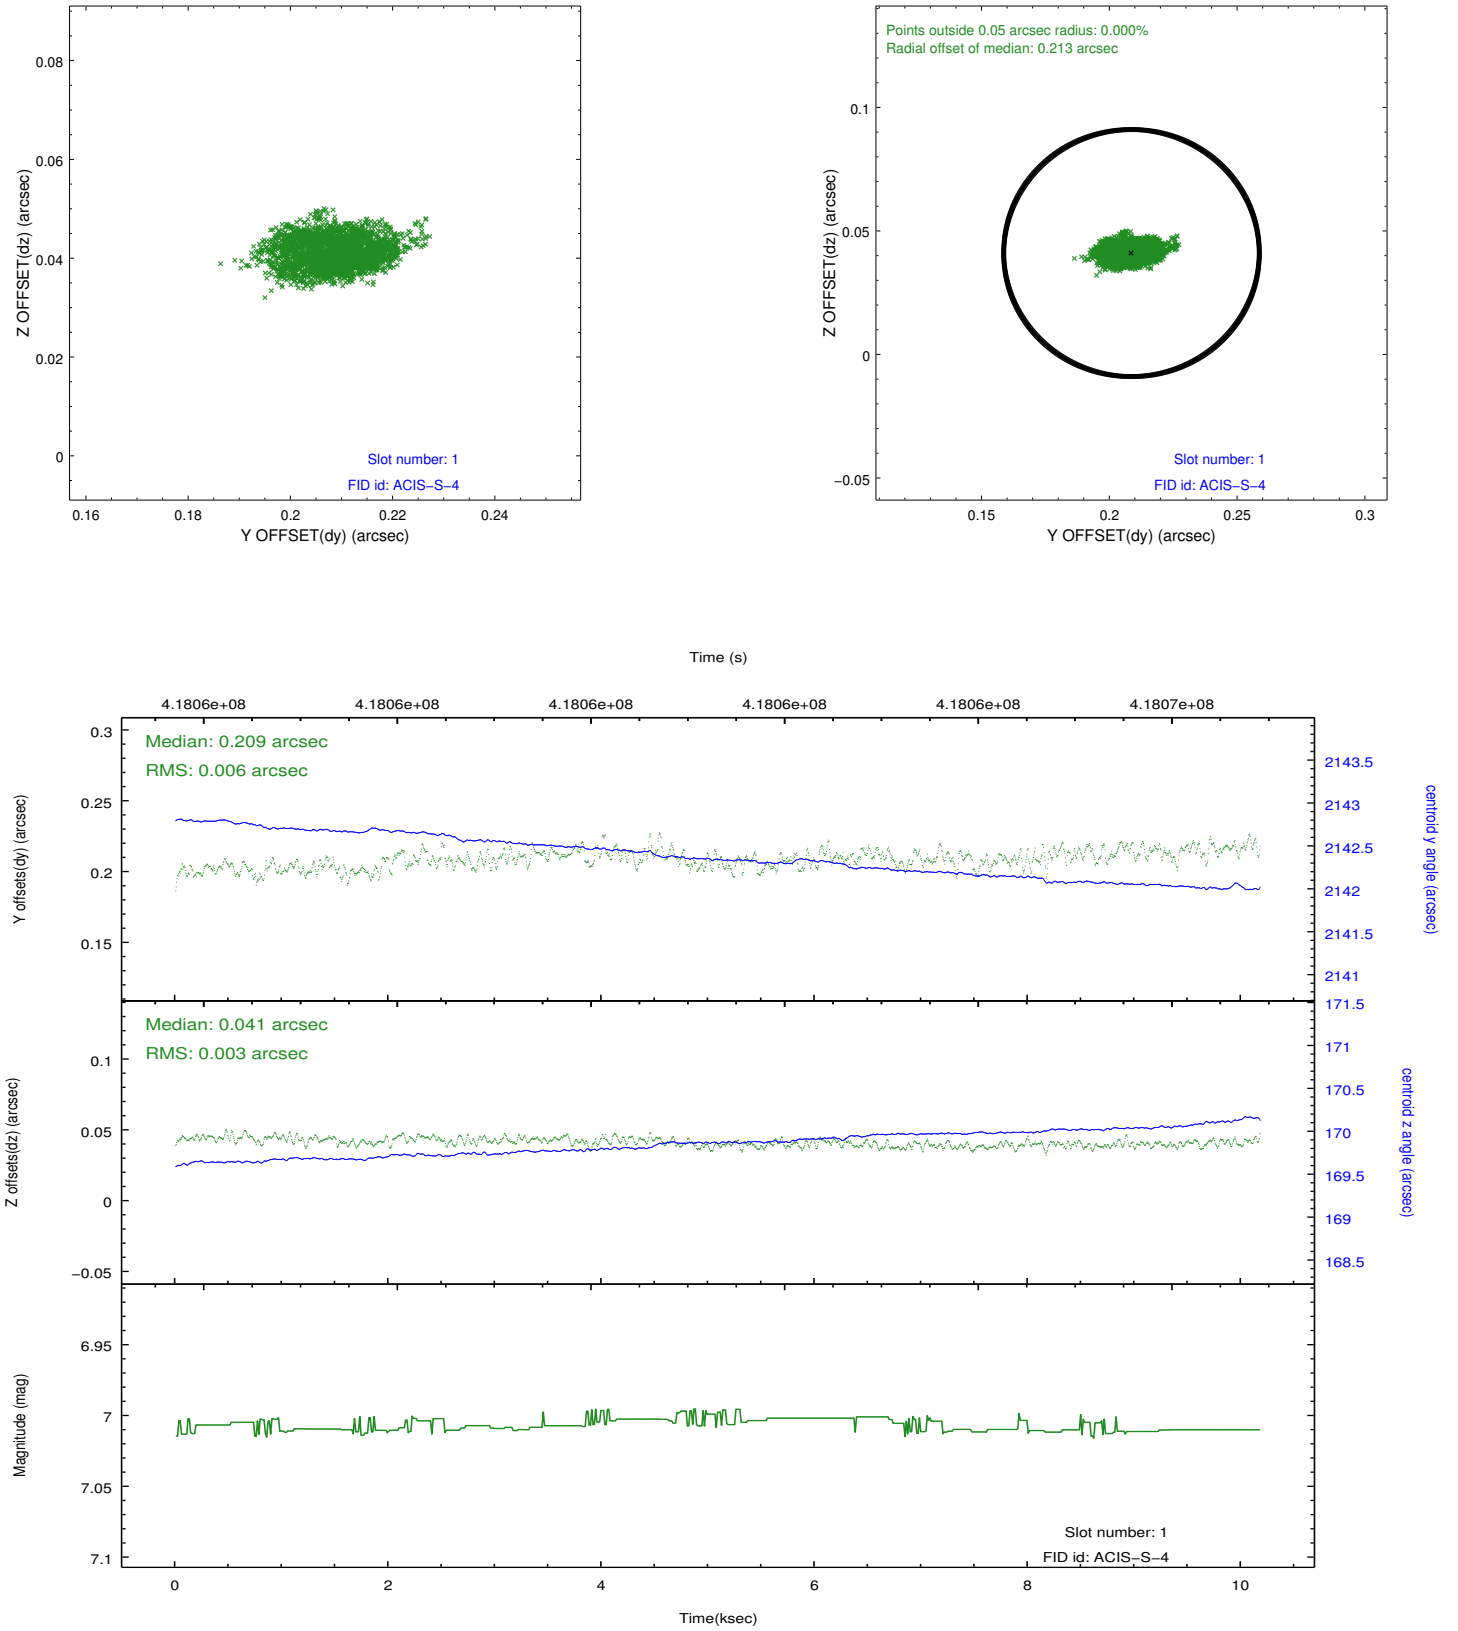 0.08
0.06
0.04
0.02
0
Z OFFSET(dz) (arcsec)
Slot number: 1
FID id: ACIS−S−4
0.16 0.18 0.2 0.22 0.24
Y OFFSET(dy) (arcsec)
Points outside 0.05 arcsec radius: 0.000%
Radial offset of median: 0.213 arcsec
0.1
0.05
0
−0.05
Z OFFSET(dz) (arcsec)
Slot number: 1
FID id: ACIS−S−4
0.15 0.2 0.25 0.3
Y OFFSET(dy) (arcsec)
Time (s)
4.1806e+08 4.1806e+08 4.1806e+08 4.1806e+08 4.1806e+08 4.1807e+08
Median: 0.209 arcsec
RMS: 0.006 arcsec
0.3
0.25
0.2
0.15
Y offsets(dy) (arcsec)
2143.5
2143
2142.5
2142
2141.5
2141
centroid y angle (arcsec)
Median: 0.041 arcsec
RMS: 0.003 arcsec
0.1
0.05
0
−0.05
Z offsets(dz) (arcsec)
171.5
171
170.5
170
169.5
169
168.5
centroid z angle (arcsec)
6.95
7
7.05
7.1
Magnitude (mag)
Slot number: 1
FID id: ACIS−S−4
0 2 4 6 8 10
Time(ksec)